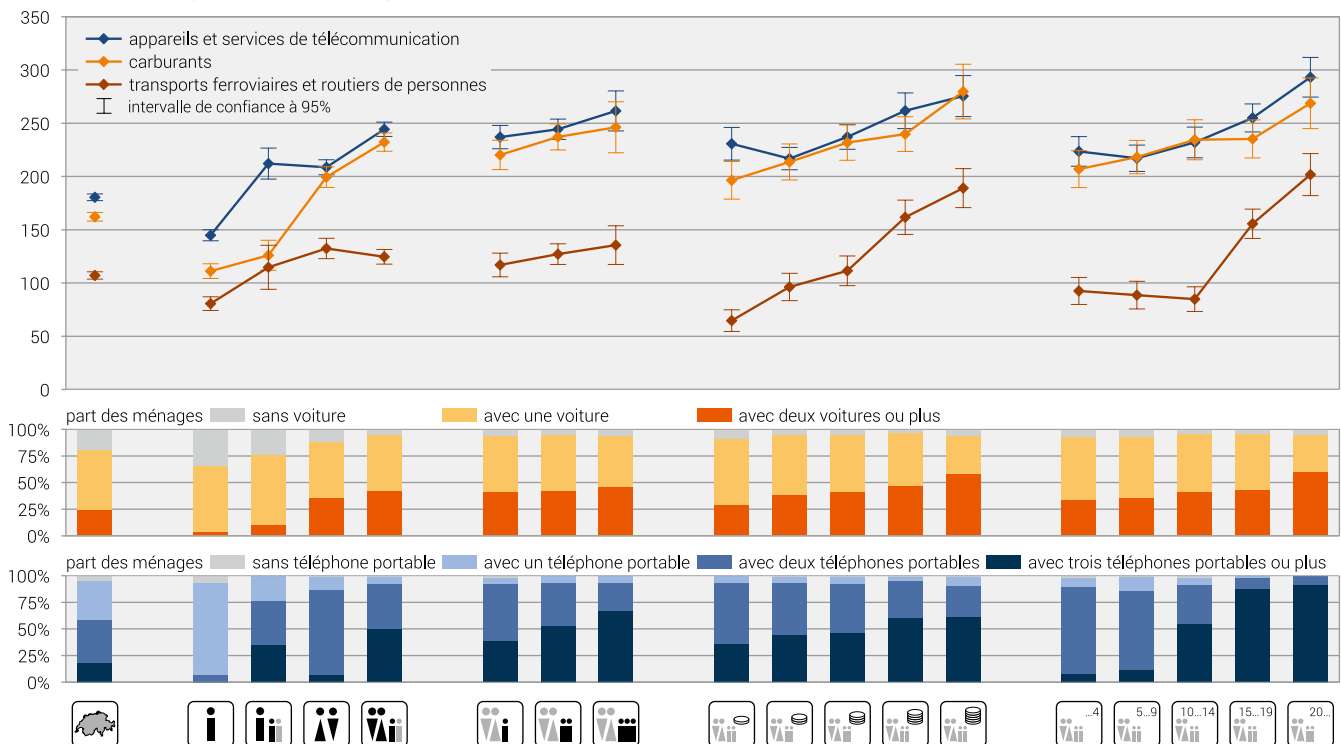 350
appareils et services de télécommunication
carburants
300
transports ferroviaires et routiers de personnes
intervalle de confiance à 95%
250
200
150
100
50
0
part des ménages sans voiture avec une voiture avec deux voitures ou plus
100%
75%
50%
25%
0%
part des ménages sans téléphone portable avec un téléphone portable avec deux téléphones portables avec trois téléphones portables ou plus
100%
75%
50%
25%
0%
...4 5...9 10...14 15...19 20...